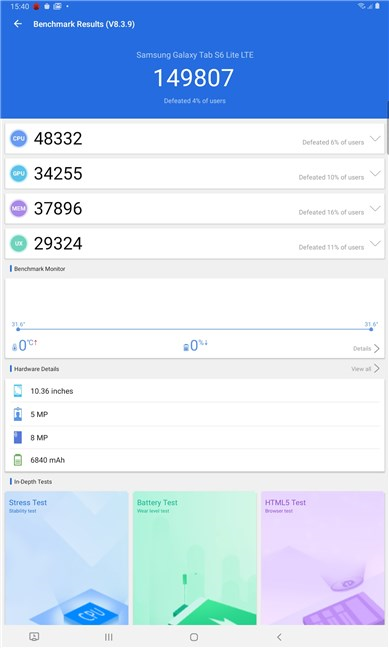 15:40
Benchmark Results (V8.3.9)
Samsung Galaxy Tab S6 Lite LTE
149807
Defeated 4% of users
CPU 48332 Defeated 6% of users
GPU 34255 Defeated 10% of users
MEM 37896 Defeated 16% of users
UX 29324 Defeated 11% of users
Benchmark Monitor
31.6° 31.6°
0°C↑ 0%↓ Details
Hardware Details View all
10.36 inches
5 MP
8 MP
6840 mAh
In-Depth Tests
Stress Test Battery Test HTML5 Test
Stability test Wear level test Browser test
CPU